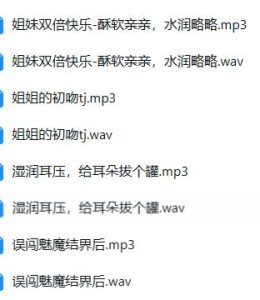 姐妹双倍快乐-酥软亲亲，水润略略.mp3
姐妹双倍快乐-酥软亲亲，水润略略.wav
姐姐的初吻tj.mp3
姐姐的初吻tj.wav
湿润耳压，给耳朵拔个罐.mp3
湿润耳压，给耳朵拔个罐.wav
误闯魅魔结界后.mp3
误闯魅魔结界后.wav